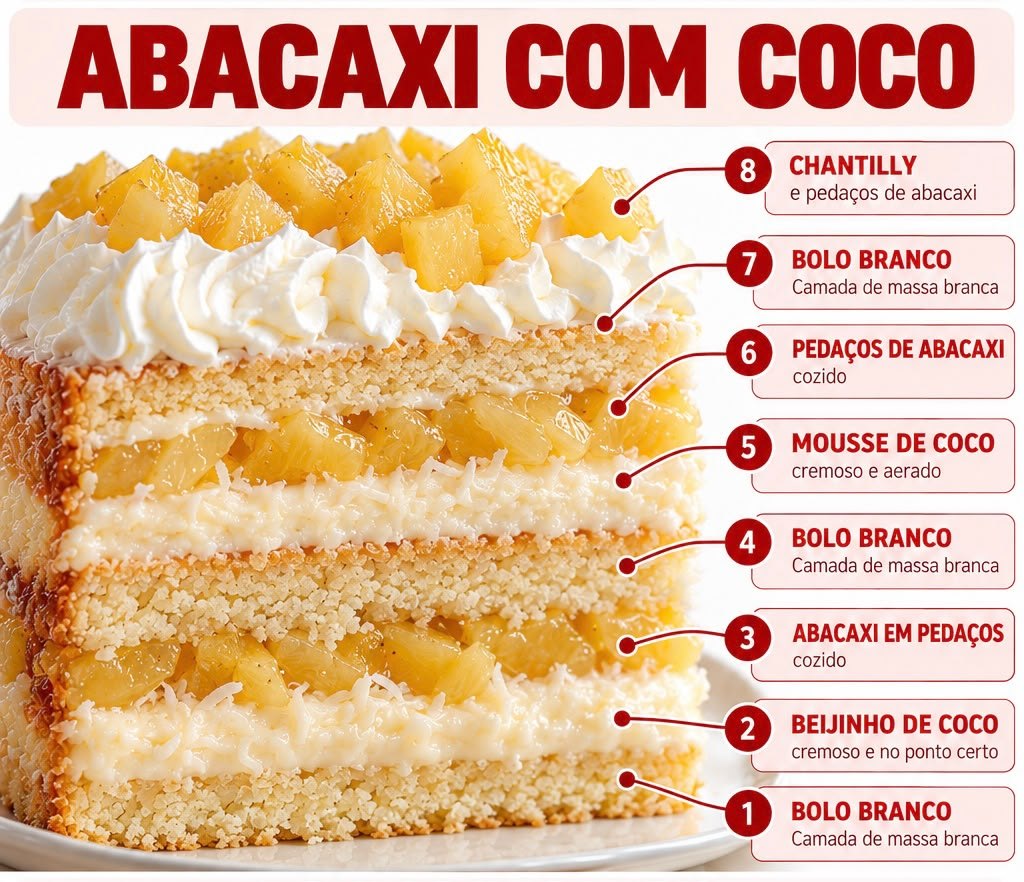 ABACAXI COM COCO
8
CHANTILLY
e pedaços de abacaxi
7
BOLO BRANCO
Camada de massa branca
6
PEDAÇOS DE ABACAXI
cozido
5
MOUSSE DE COCO
cremoso e aerado
4
BOLO BRANCO
Camada de massa branca
3
ABACAXI EM PEDAÇOS
cozido
2
BEIJINHO DE COCO
cremoso e no ponto certo
1
BOLO BRANCO
Camada de massa branca